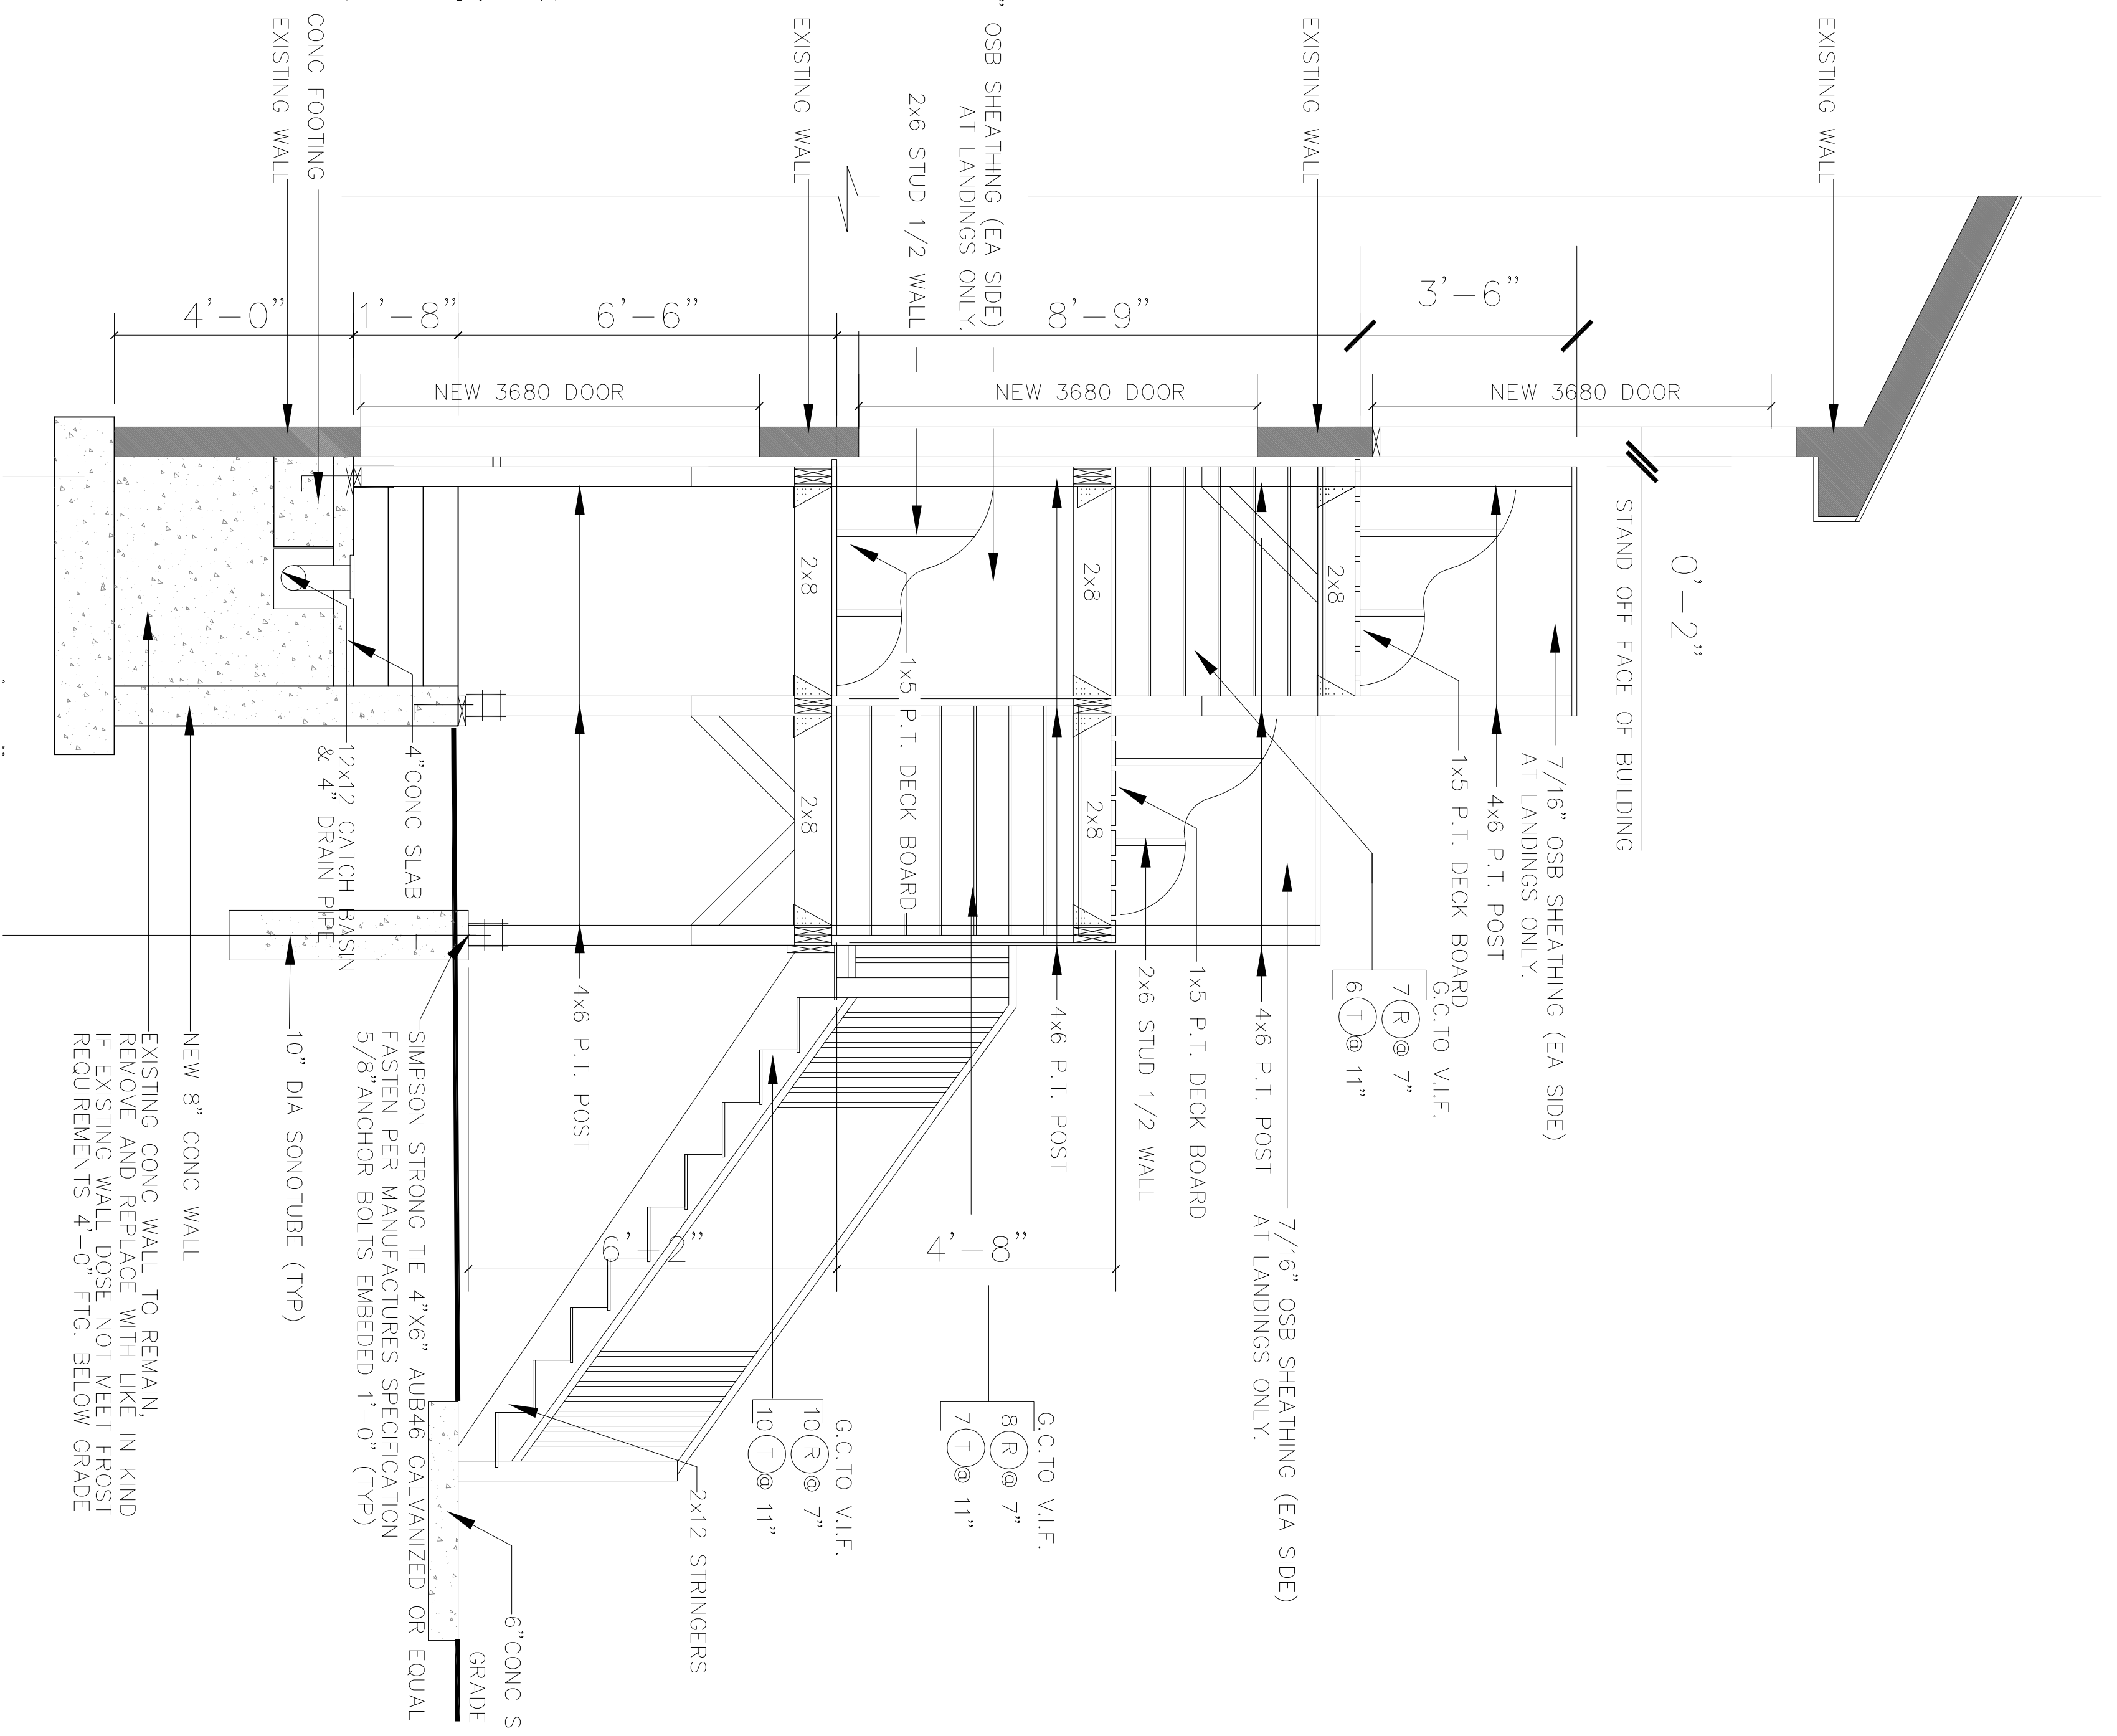 EXISTING WALL
EXISTING WALL
EXISTING WALL
EXISTING WALL
CONC FOOTING
" OSB SHEATHING (EA SIDE)
AT LANDINGS ONLY.
2x6 STUD 1/2 WALL
3'-6"
8'-9"
6'-6"
1'-8"
4'-0"
NEW 3680 DOOR
NEW 3680 DOOR
NEW 3680 DOOR
0'-2"
STAND OFF FACE OF BUILDING
2x8
2x8
2x8
2x8
2x8
7/16" OSB SHEATHING (EA SIDE)
AT LANDINGS ONLY.
4x6 P.T. POST
1x5 P.T. DECK BOARD
G.C.TO V.I.F.
7 R @ 7"
6 T @ 11"
7/16" OSB SHEATHING (EA SIDE)
AT LANDINGS ONLY.
4x6 P.T. POST
1x5 P.T. DECK BOARD
2x6 STUD 1/2 WALL
4x6 P.T. POST
1x5 P.T. DECK BOARD
4'-8"
6'-2"
G.C.TO V.I.F.
8 R @ 7"
7 T @ 11"
G.C.TO V.I.F.
10 R @ 7"
10 T @ 11"
2x12 STRINGERS
4x6 P.T. POST
6"CONC S
GRADE
4"CONC SLAB
12x12 CATCH BASIN
& 4" DRAIN PIPE
SIMPSON STRONG TIE 4"X6" AUB46 GALVANIZED OR EQUAL
FASTEN PER MANUFACTURES SPECIFICATION
5/8"ANCHOR BOLTS EMBEDED 1'-0" (TYP)
10" DIA SONOTUBE (TYP)
NEW 8" CONC WALL
EXISTING CONC WALL TO REMAIN,
REMOVE AND REPLACE WITH LIKE IN KIND
IF EXISTING WALL DOSE NOT MEET FROST
REQUIREMENTS 4'-0" FTG. BELOW GRADE